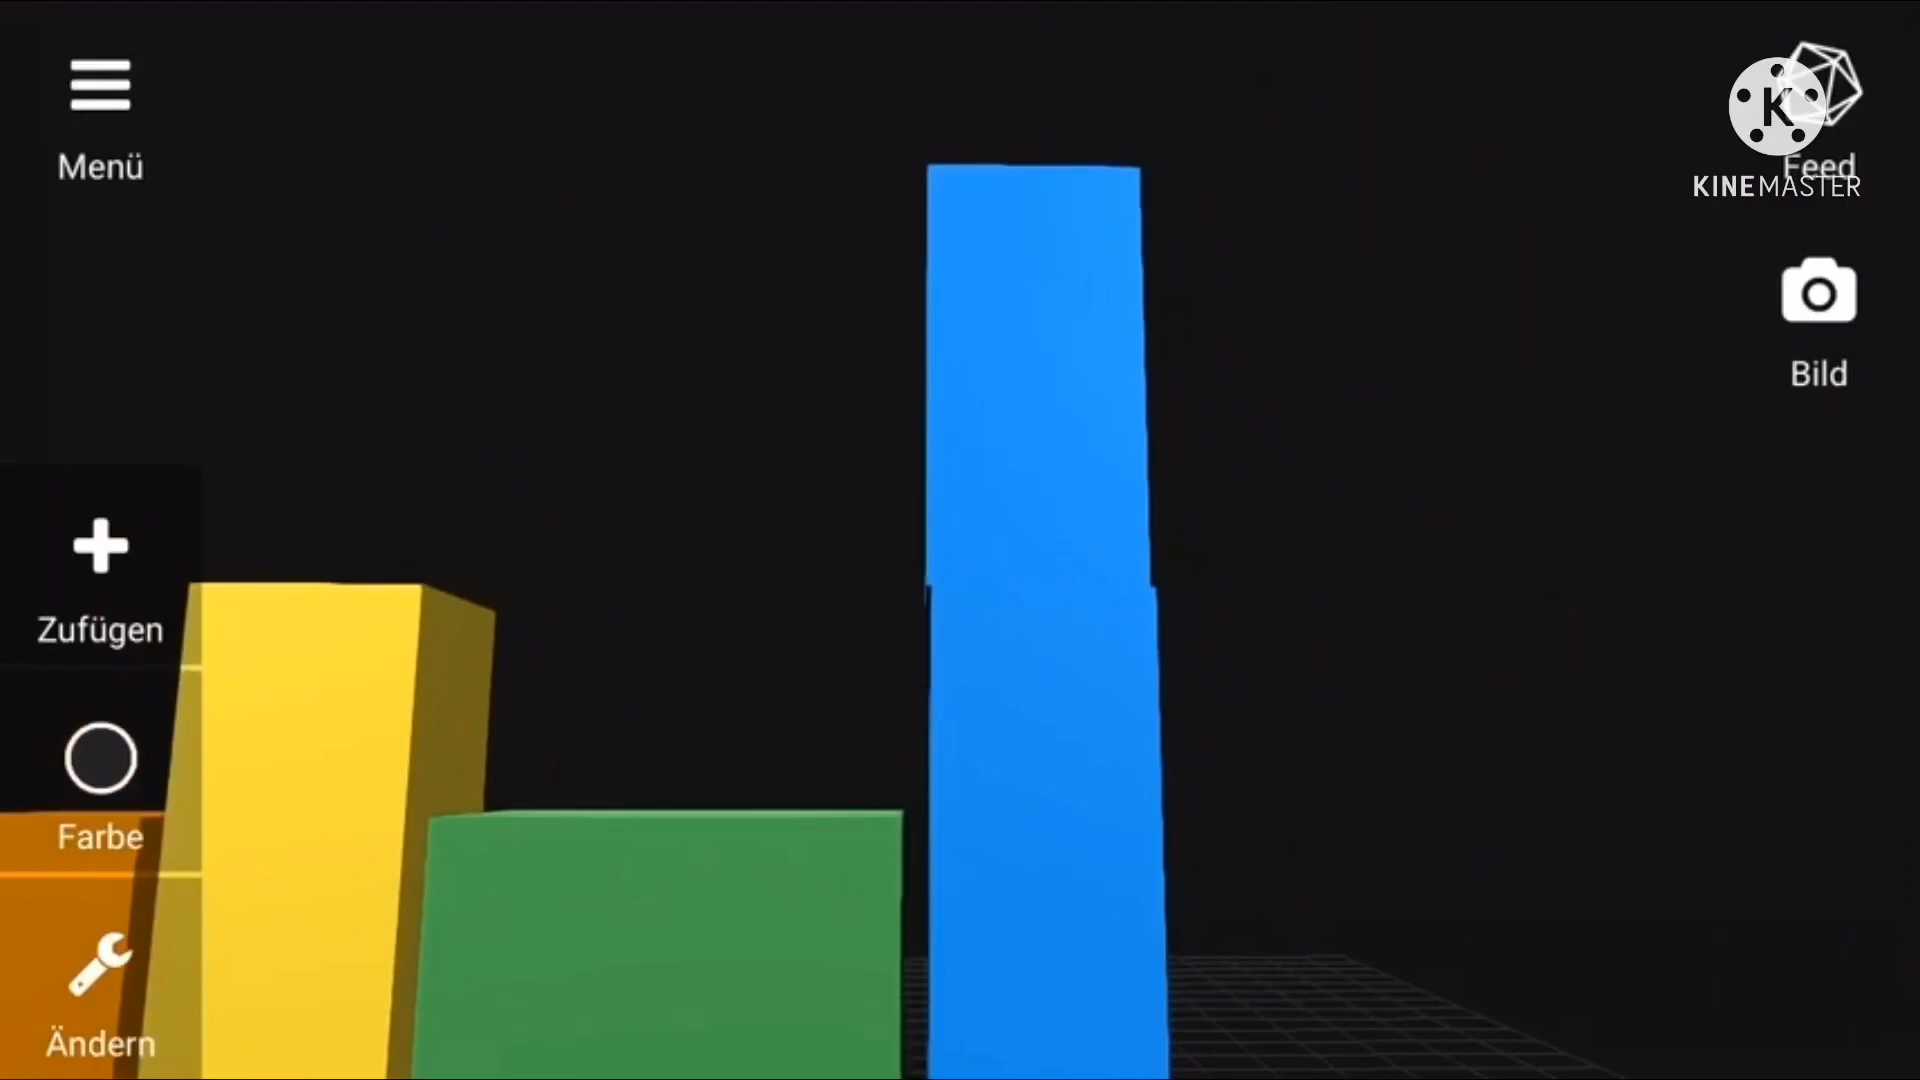 Menü
Feed
K
KINEMASTER
Bild
Zufügen
Farbe
Ändern